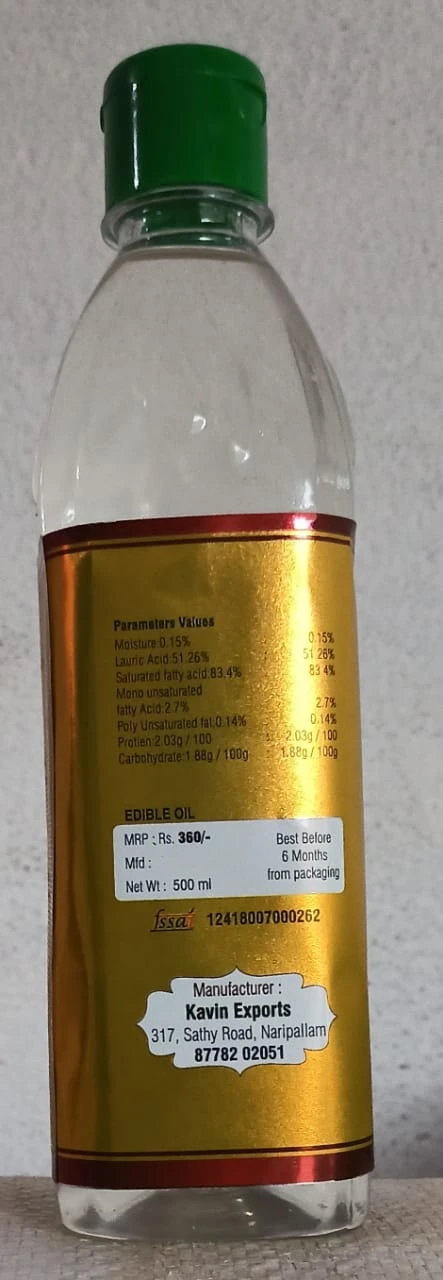 Parameters Values
Moisture:0.15% 0.15%
Lauric Acid:51.26% : 51.26%
Saturated fatty acid:83.4% 83.4%
Mono unsaturated
fatty Acid:2.7% 2.7%
Poly Unsaturated fat:0.14% 0.14%
Protien:2.03g / 100 : 2.03g / 100
Carbohydrate:1.88g / 100g : 1.88g / 100g
EDIBLE OIL
MRP : Rs. 360/- Best Before
Mfd : 6 Months
from packaging
Net Wt : 500 ml
fssai 12418007000262
Manufacturer :
Kavin Exports
317, Sathy Road, Naripallam
87782 02051